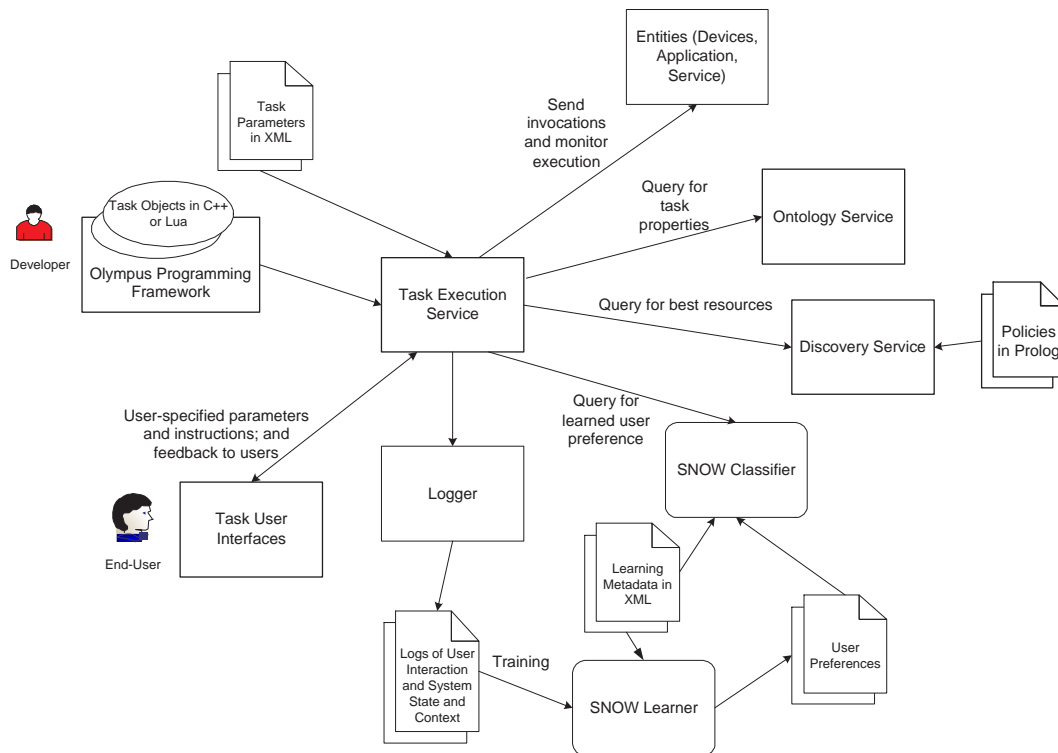 Entities (Devices,
Application,
Service)
Task
Parameters
in XML
Send
invocations
and monitor
execution
Query for
task
properties
Ontology Service
Task Objects in C++
or Lua
Developer
Olympus Programming
Framework
Task Execution
Service
Query for best resources
Discovery Service
Policies
in Prolog
User-specified parameters
and instructions; and
feedback to users
Query for
learned user
preference
SNOW Classifier
Logger
Task User
Interfaces
End-User
Learning
Metadata in
XML
Logs of User
Interaction
and System
State and
Context
Training
SNOW Learner
User
Preferences